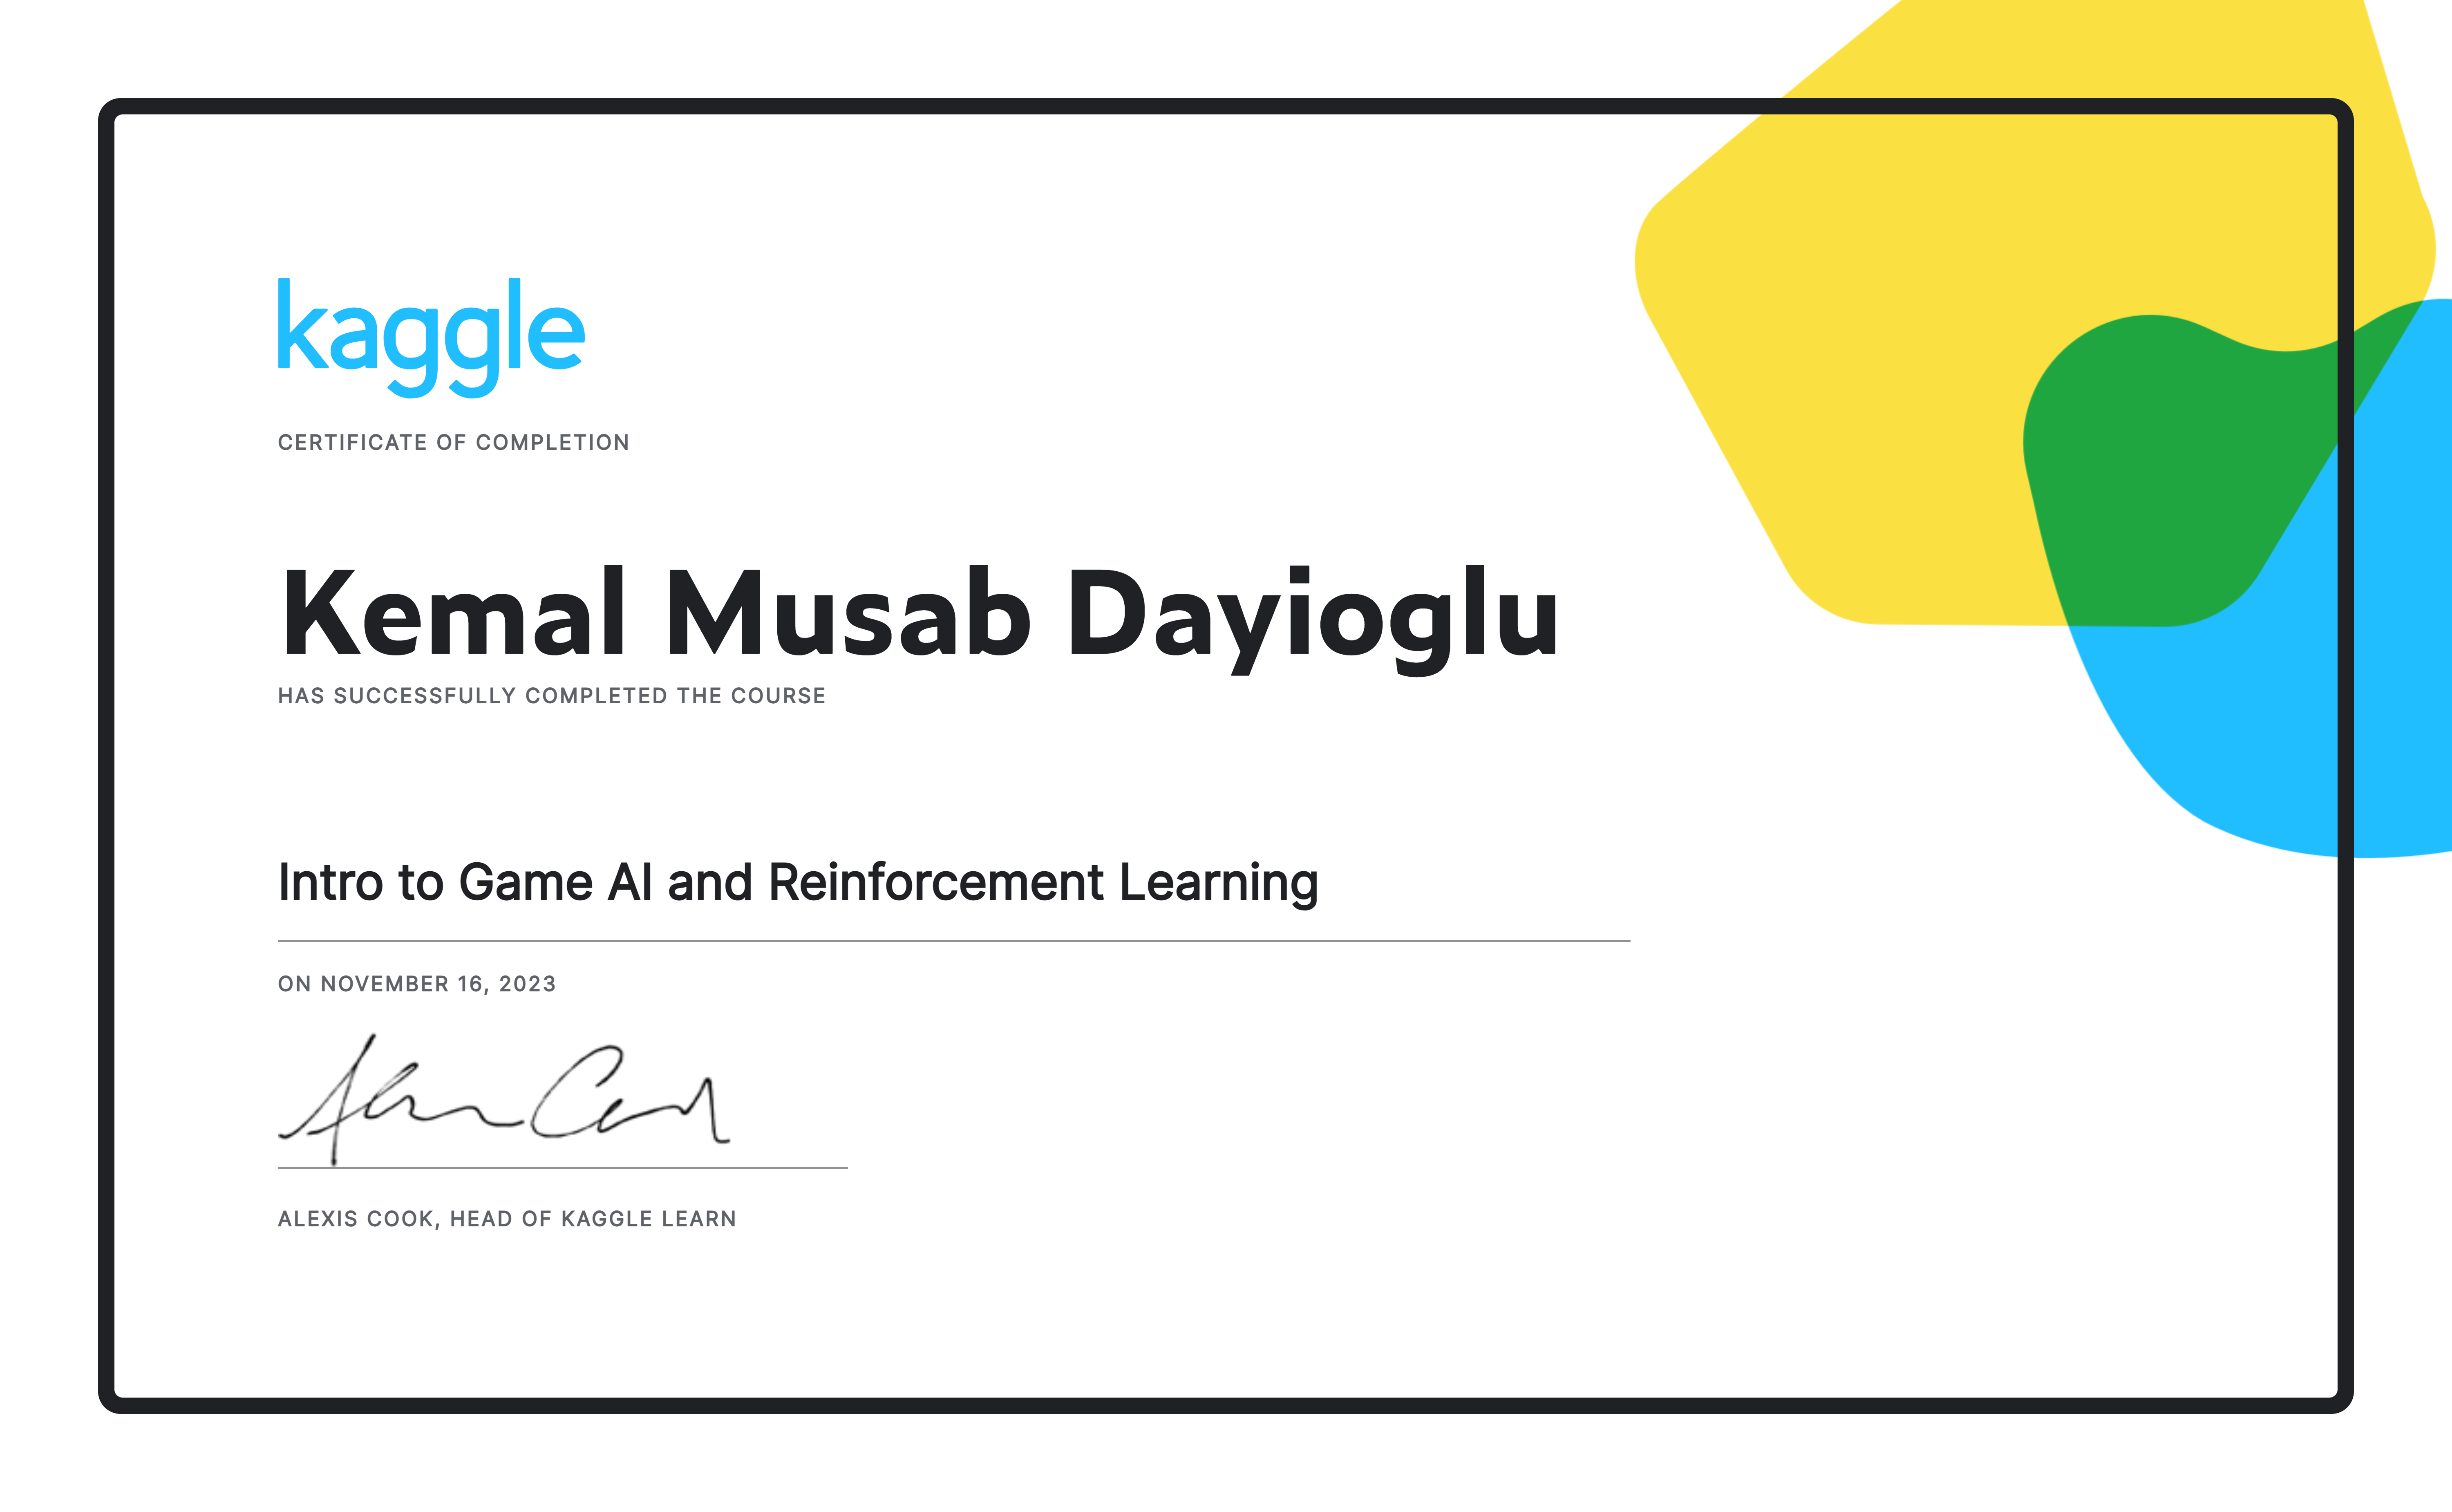 kaggle
CERTIFICATE OF COMPLETION
Kemal Musab Dayioglu
HAS SUCCESSFULLY COMPLETED THE COURSE
Intro to Game AI and Reinforcement Learning
ON NOVEMBER 16, 2023
ALEXIS COOK, HEAD OF KAGGLE LEARN